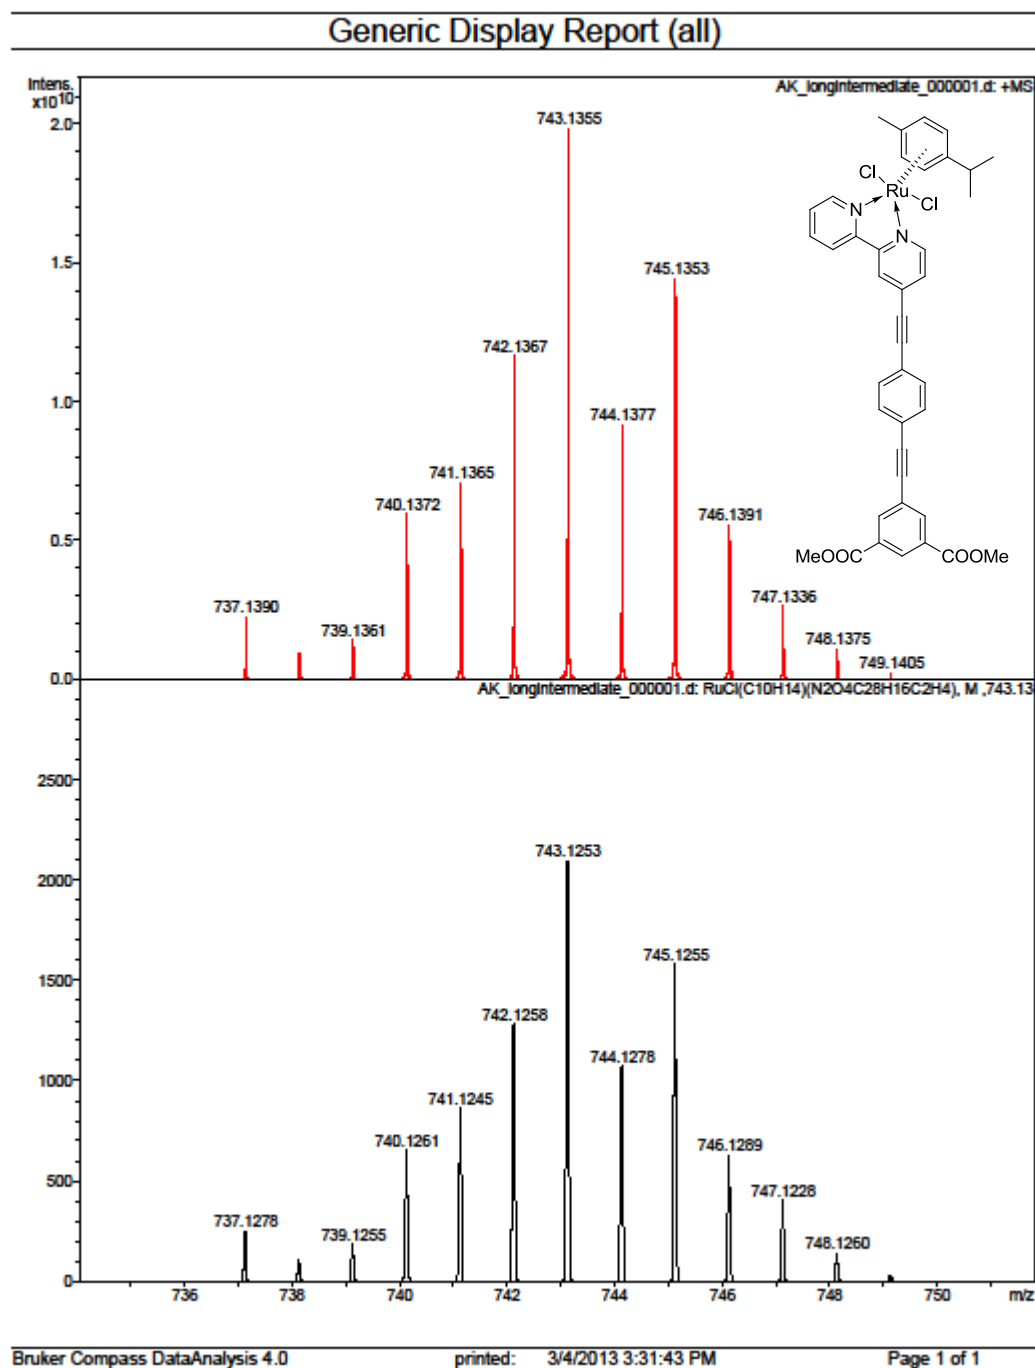 Generic Display Report (all)
Intens.
x10¹⁰
AK_longintermediate_000001.d: +MS
2.0
1.5
1.0
0.5
0.0
743.1355
745.1353
742.1367
744.1377
741.1365
740.1372
746.1391
737.1390
739.1361
747.1336
748.1375
749.1405
Cl
Ru
Cl
N
N
MeOOC
COOMe
AK_longintermediate_000001.d: RuCl(C10H14)(N2O4C28H16C2H4), M ,743.13
2500
2000
1500
1000
500
0
743.1253
745.1255
742.1258
744.1278
741.1245
740.1261
746.1289
747.1228
737.1278
739.1255
748.1260
736
738
740
742
744
746
748
750
m/z
Bruker Compass DataAnalysis 4.0
printed:
3/4/2013 3:31:43 PM
Page 1 of 1